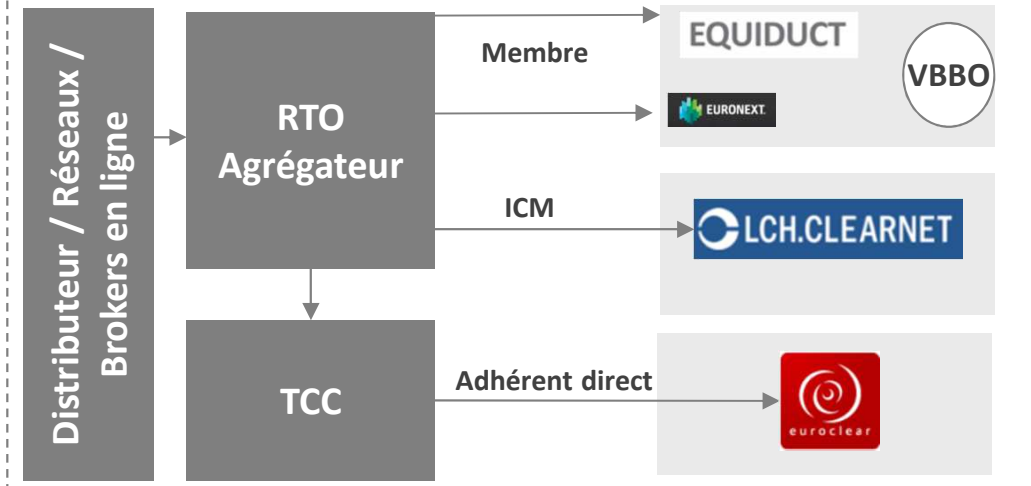 Distributeur / Réseaux /
Brokers en ligne
RTO
Agrégateur
TCC
Membre
ICM
Adhérent direct
EQUIDUCT
VBBO
EURONEXT.
LCH.CLEARNET
euroclear